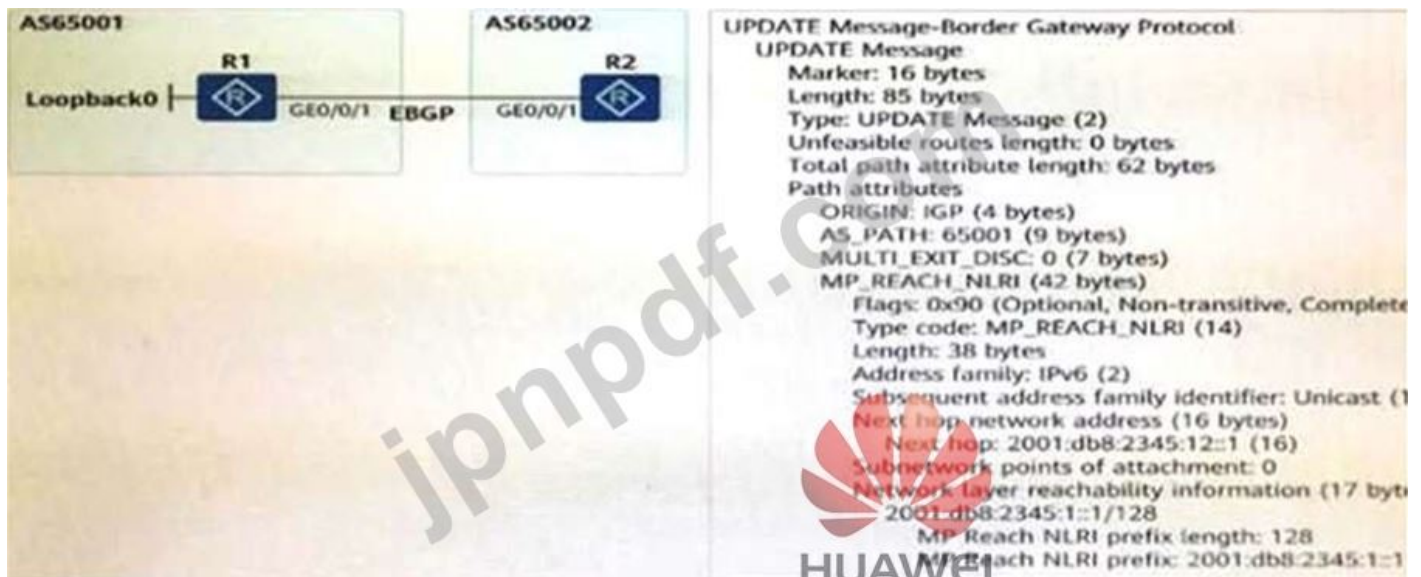 AS65001
AS65002
R1
R2
Loopback0
GE0/0/1
EBGP
GE0/0/1
UPDATE Message-Border Gateway Protocol
UPDATE Message
Marker: 16 bytes
Length: 85 bytes
Type: UPDATE Message (2)
Unfeasible routes length: 0 bytes
Total path attribute length: 62 bytes
Path attributes
ORIGIN: IGP (4 bytes)
AS_PATH: 65001 (9 bytes)
MULTI_EXIT_DISC: 0 (7 bytes)
MP_REACH_NLRI (42 bytes)
Flags: 0x90 (Optional, Non-transitive, Complete
Type code: MP_REACH_NLRI (14)
Length: 38 bytes
Address family: IPv6 (2)
Subsequent address family identifier: Unicast (1
Next hop network address (16 bytes)
Next hop: 2001:db8:2345:12::1 (16)
Subnetwork points of attachment: 0
Network layer reachability information (17 byte
2001:db8:2345:1::1/128
MP Reach NLRI prefix length: 128
MP Reach NLRI prefix: 2001:db8:2345:1::1
jpnpdf.com
HUAWEI